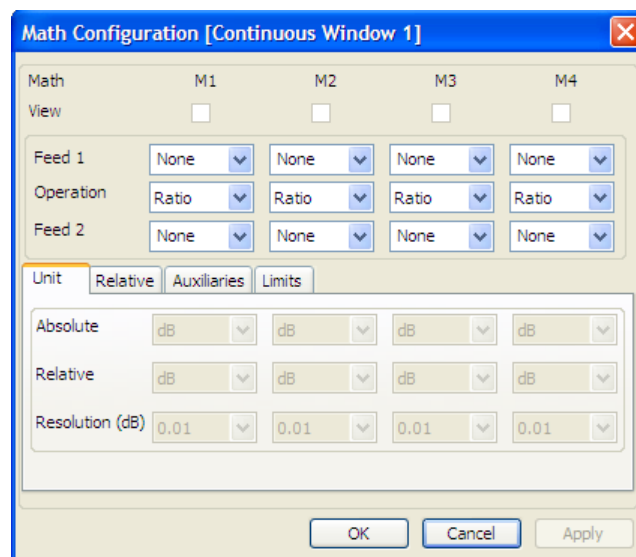 Math Configuration [Continuous Window 1]
Math M1 M2 M3 M4
View
Feed 1 None None None None
Operation Ratio Ratio Ratio Ratio
Feed 2 None None None None
Unit Relative Auxiliaries Limits
Absolute dB dB dB dB
Relative dB dB dB dB
Resolution (dB) 0.01 0.01 0.01 0.01
OK Cancel Apply